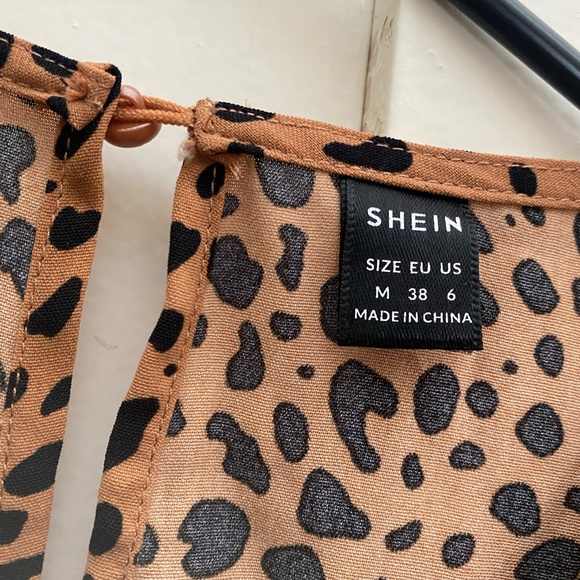 SHEIN
SIZE EU US
M 38 6
MADE IN CHINA